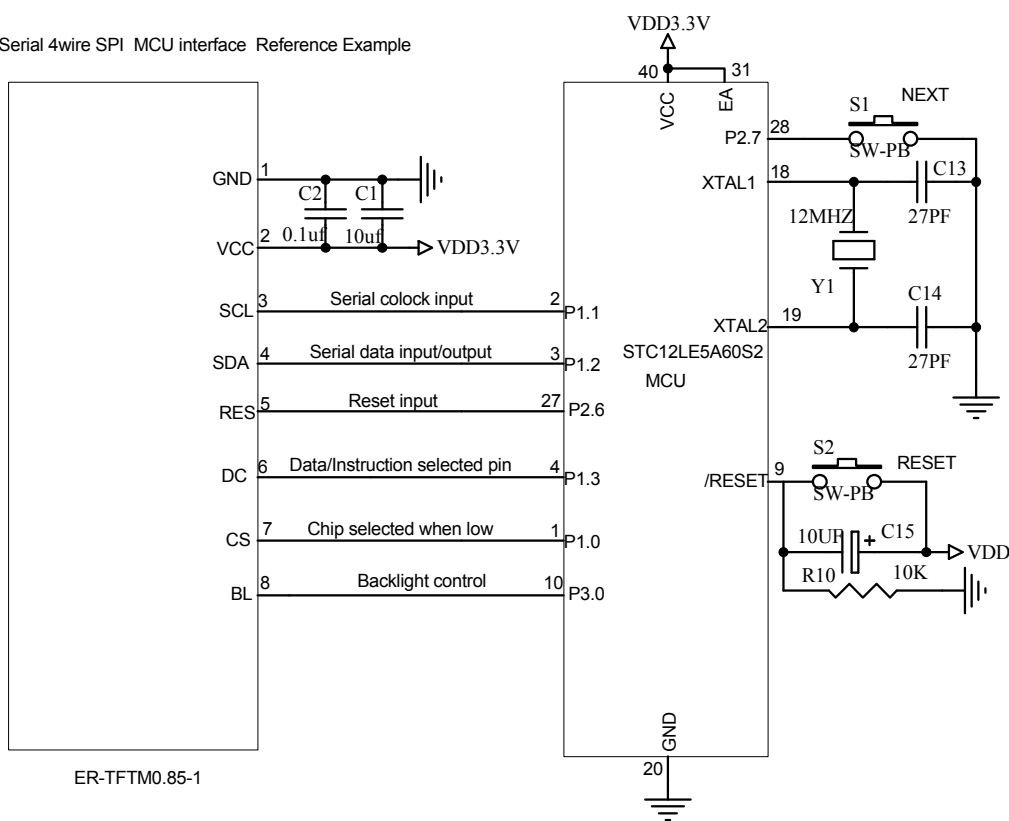 VDD3.3V
Serial 4wire SPI MCU interface Reference Example
40
31
VCC
EA
S1
NEXT
P2.7
28
SW-PB
GND
1
XTAL1
18
C13
C2
C1
12MHZ
27PF
VCC
2
0.1uf
10uf
VDD3.3V
Y1
SCL
3
Serial colock input
2
P1.1
C14
XTAL2
19
SDA
4
Serial data input/output
3
P1.2
STC12LE5A60S2
MCU
27PF
RES
5
Reset input
27
P2.6
DC
6
Data/Instruction selected pin
4
P1.3
S2
RESET
/RESET
9
SW-PB
CS
7
Chip selected when low
1
P1.0
10UF
+
C15
VDD
R10
10K
BL
8
Backlight control
10
P3.0
GND
20
ER-TFTM0.85-1